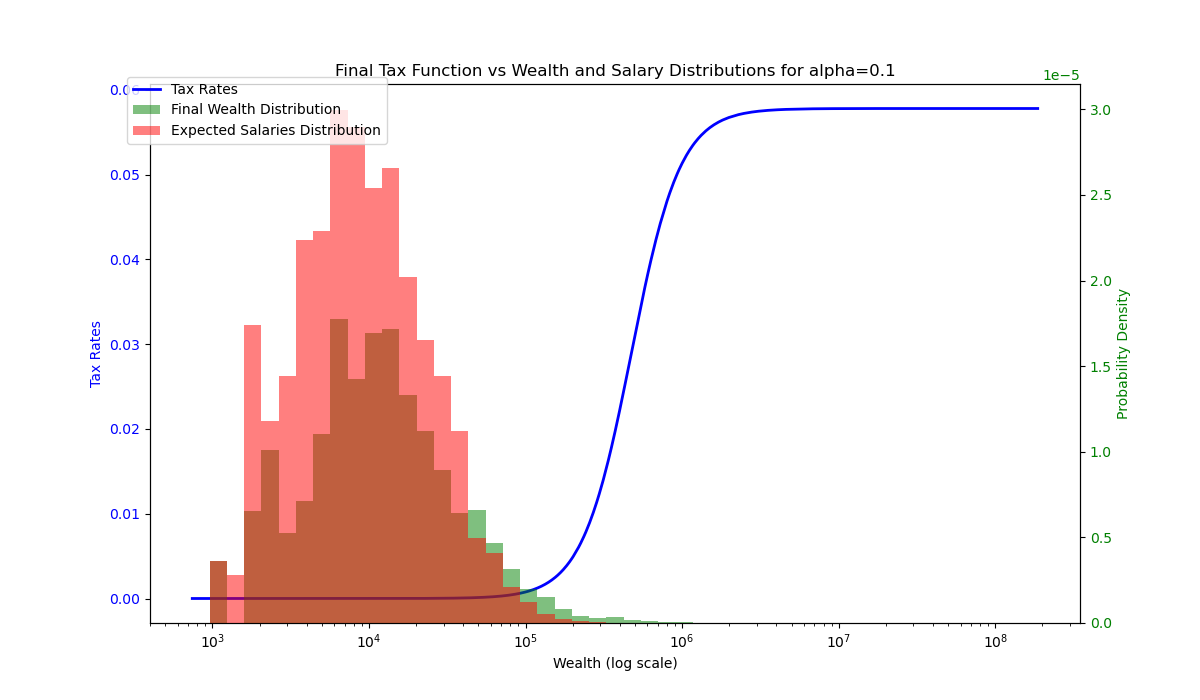 Final Tax Function vs Wealth and Salary Distributions for alpha=0.1
1e−5
Tax Rates
Final Wealth Distribution
Expected Salaries Distribution
0.05
0.04
0.03
0.02
0.01
0.00
Tax Rates
3.0
2.5
2.0
1.5
1.0
0.5
0.0
Probability Density
10³ 10⁴ 10⁵ 10⁶ 10⁷ 10⁸
Wealth (log scale)